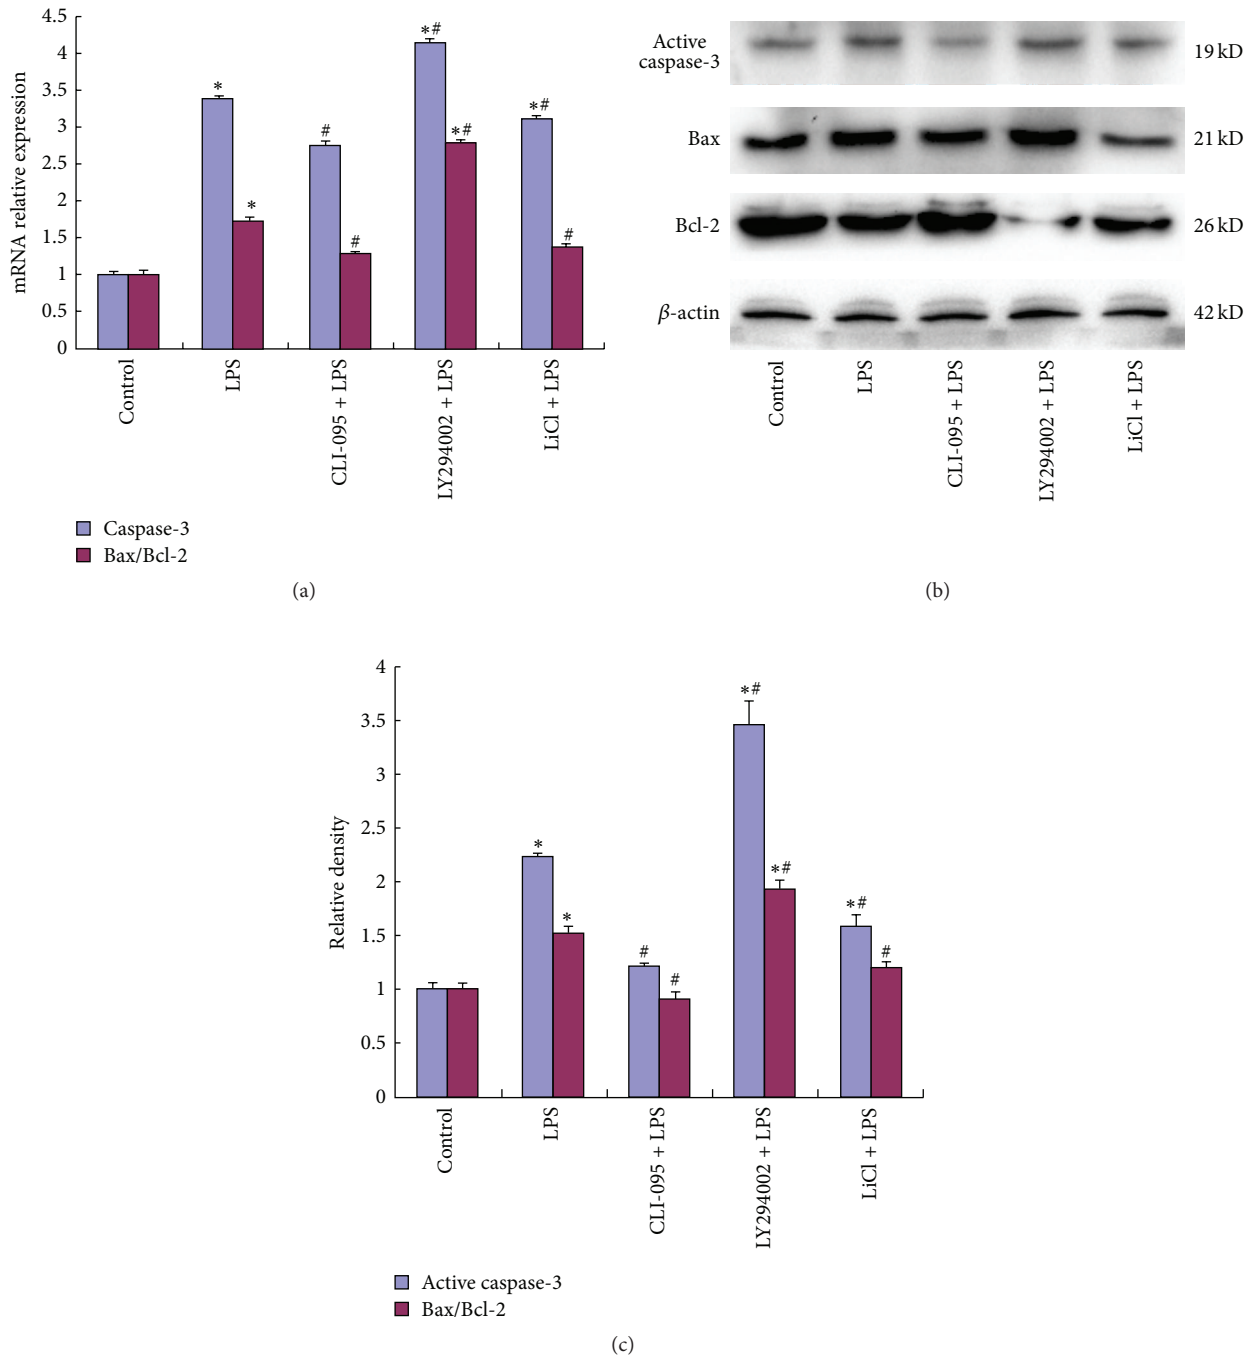 4.5
4
3.5
3
2.5
2
1.5
1
0.5
0
mRNA relative expression
*
*
#
#
*#
*#
*#
#
Control
LPS
CLI-095 + LPS
LY294002 + LPS
LiCl + LPS
Caspase-3
Bax/Bcl-2
(a)
Active
caspase-3
19 kD
Bax
21 kD
Bcl-2
26 kD
β-actin
42 kD
Control
LPS
CLI-095 + LPS
LY294002 + LPS
LiCl + LPS
(b)
4
3.5
3
2.5
2
1.5
1
0.5
0
Relative density
*
*
#
#
*#
*#
*#
#
Control
LPS
CLI-095 + LPS
LY294002 + LPS
LiCl + LPS
Active caspase-3
Bax/Bcl-2
(c)